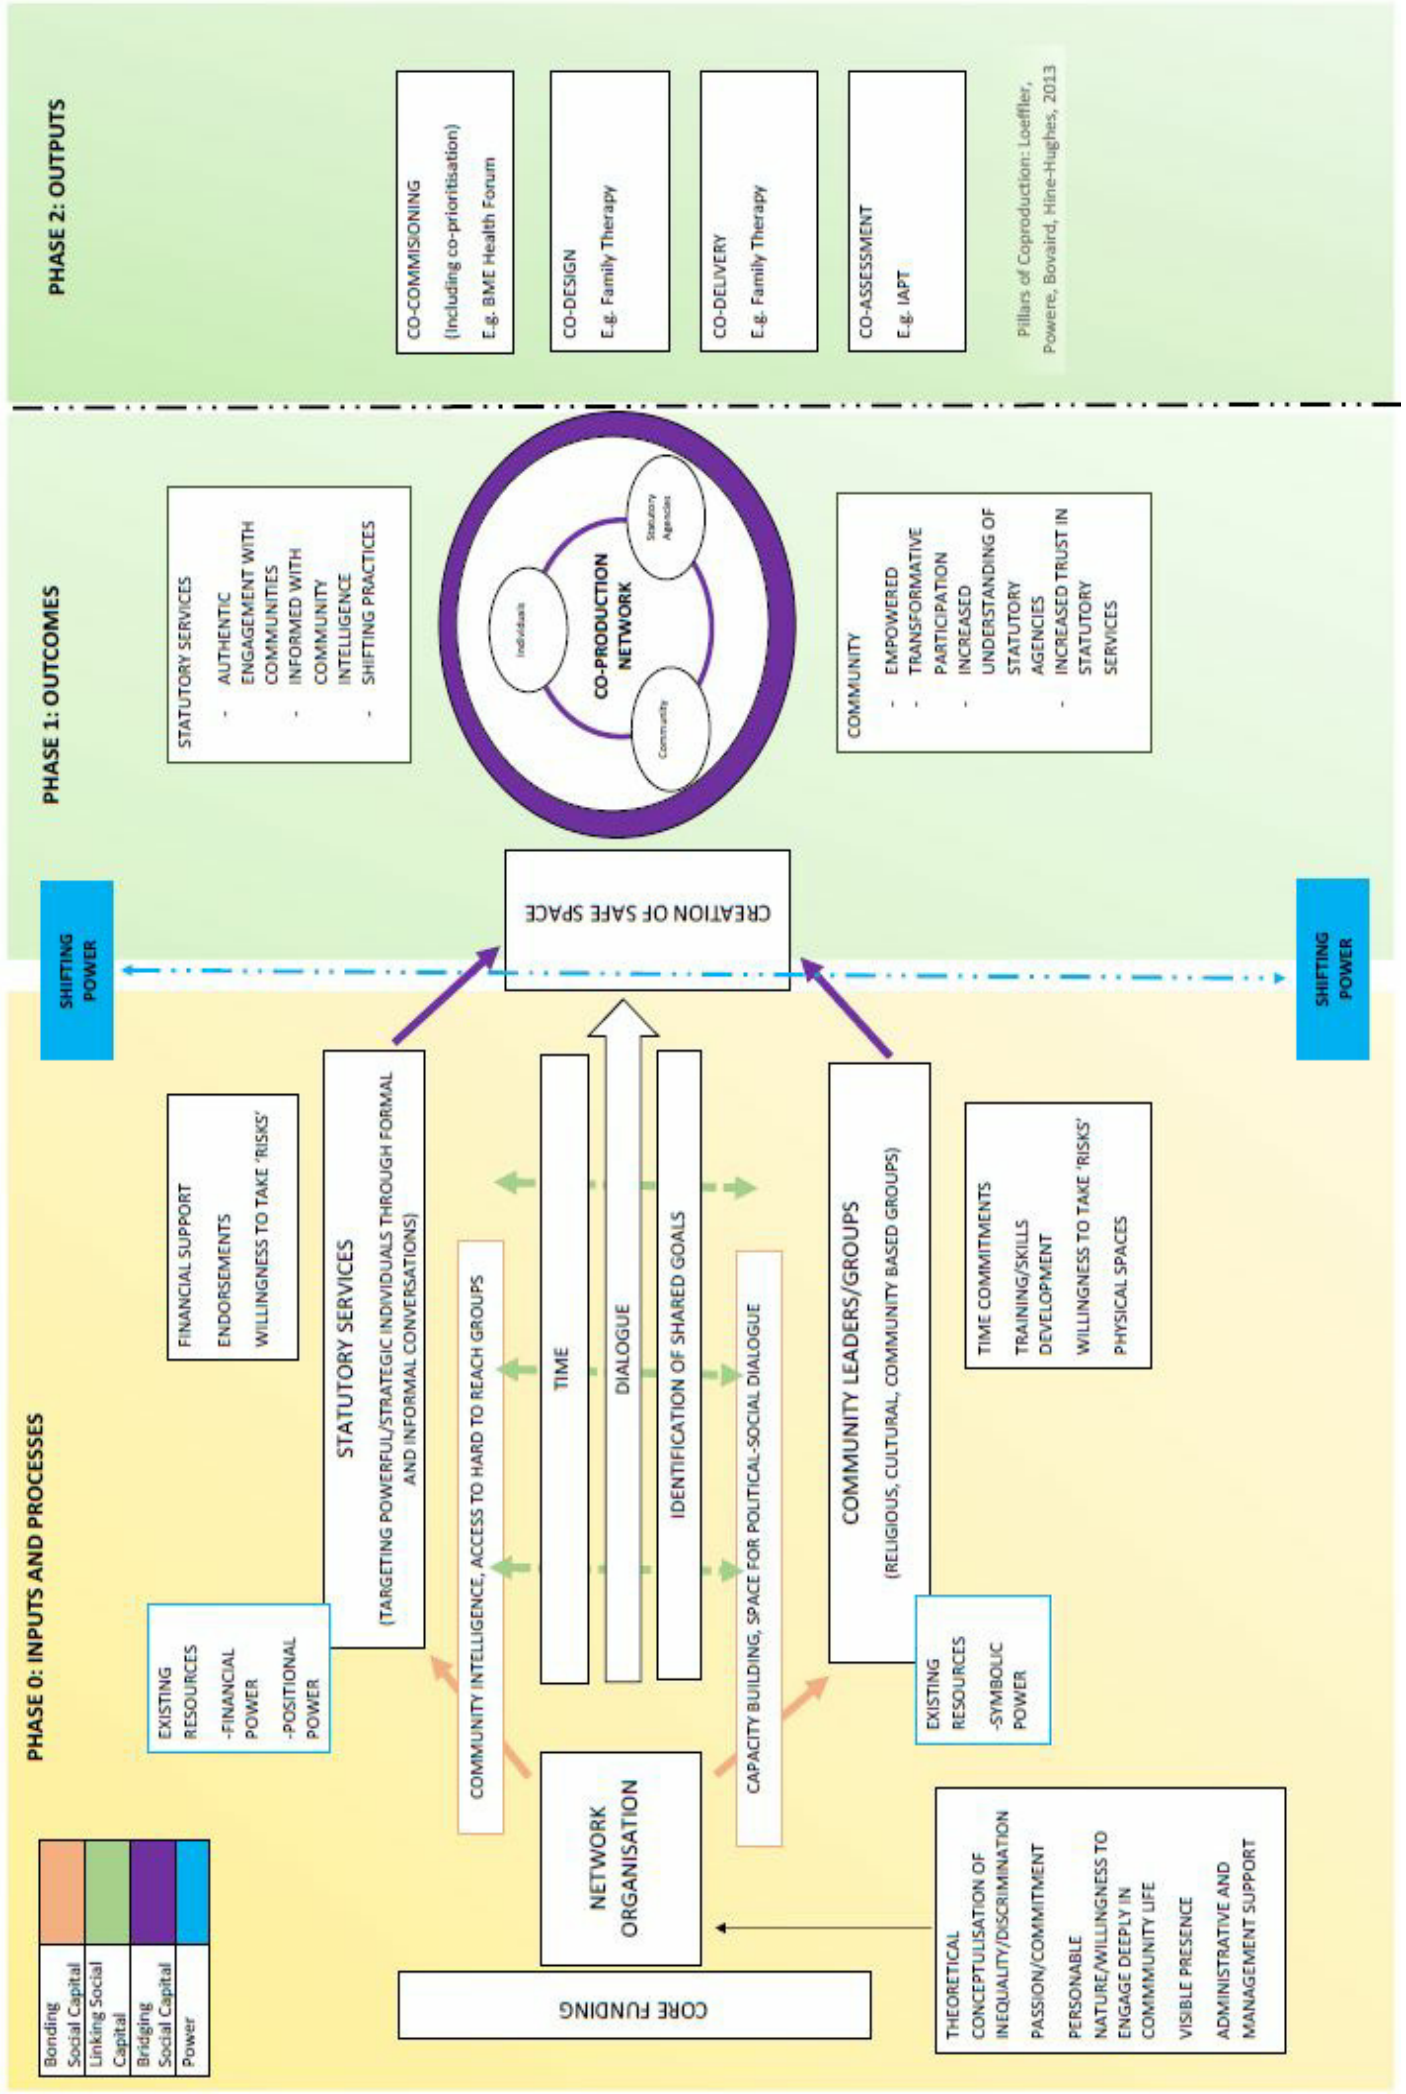 PHASE 0: INPUTS AND PROCESSES
PHASE 1: OUTCOMES
PHASE 2: OUTPUTS
Bonding
Social Capital
Linking Social
Capital
Bridging
Social Capital
Power
SHIFTING
POWER
EXISTING
RESOURCES
-FINANCIAL
POWER
-POSITIONAL
POWER
FINANCIAL SUPPORT
ENDORSEMENTS
WILLINGNESS TO TAKE ‘RISKS’
STATUTORY SERVICES
(TARGETING POWERFUL/STRATEGIC INDIVIDUALS THROUGH FORMAL
AND INFORMAL CONVERSATIONS)
COMMUNITY INTELLIGENCE, ACCESS TO HARD TO REACH GROUPS
TIME
DIALOGUE
IDENTIFICATION OF SHARED GOALS
CAPACITY BUILDING, SPACE FOR POLITICAL-SOCIAL DIALOGUE
CORE FUNDING
NETWORK
ORGANISATION
COMMUNITY LEADERS/GROUPS
(RELIGIOUS, CULTURAL, COMMUNITY BASED GROUPS)
EXISTING
RESOURCES
-SYMBOLIC
POWER
TIME COMMITMENTS
TRAINING/SKILLS
DEVELOPMENT
WILLINGNESS TO TAKE ‘RISKS’
PHYSICAL SPACES
THEORETICAL
CONCEPTULISATION OF
INEQUALITY/DISCRIMINATION
PASSION/COMMITMENT
PERSONABLE
NATURE/WILLINGNESS TO
ENGAGE DEEPLY IN
COMMMUNITY LIFE
VISIBLE PRESENCE
ADMINISTRATIVE AND
MANAGEMENT SUPPORT
SHIFTING
POWER
CREATION OF SAFE SPACE
STATUTORY SERVICES
- AUTHENTIC
ENGAGEMENT WITH
COMMUNITIES
- INFORMED WITH
COMMUNITY
INTELLIGENCE
- SHIFTING PRACTICES
Individuals
CO-PRODUCTION
NETWORK
Community
Statutory
Agencies
COMMUNITY
- EMPOWERED
- TRANSFORMATIVE
PARTICIPATION
- INCREASED
UNDERSTANDING OF
STATUTORY
AGENCIES
- INCREASED TRUST IN
STATUTORY
SERVICES
CO-COMMISIONING
(Including co-prioritisation)
E.g. BME Health Forum
CO-DESIGN
E.g. Family Therapy
CO-DELIVERY
E.g. Family Therapy
CO-ASSESSMENT
E.g. IAPT
Pillars of Coproduction: Loeffler,
Powere, Bovaird, Hine-Hughes, 2013